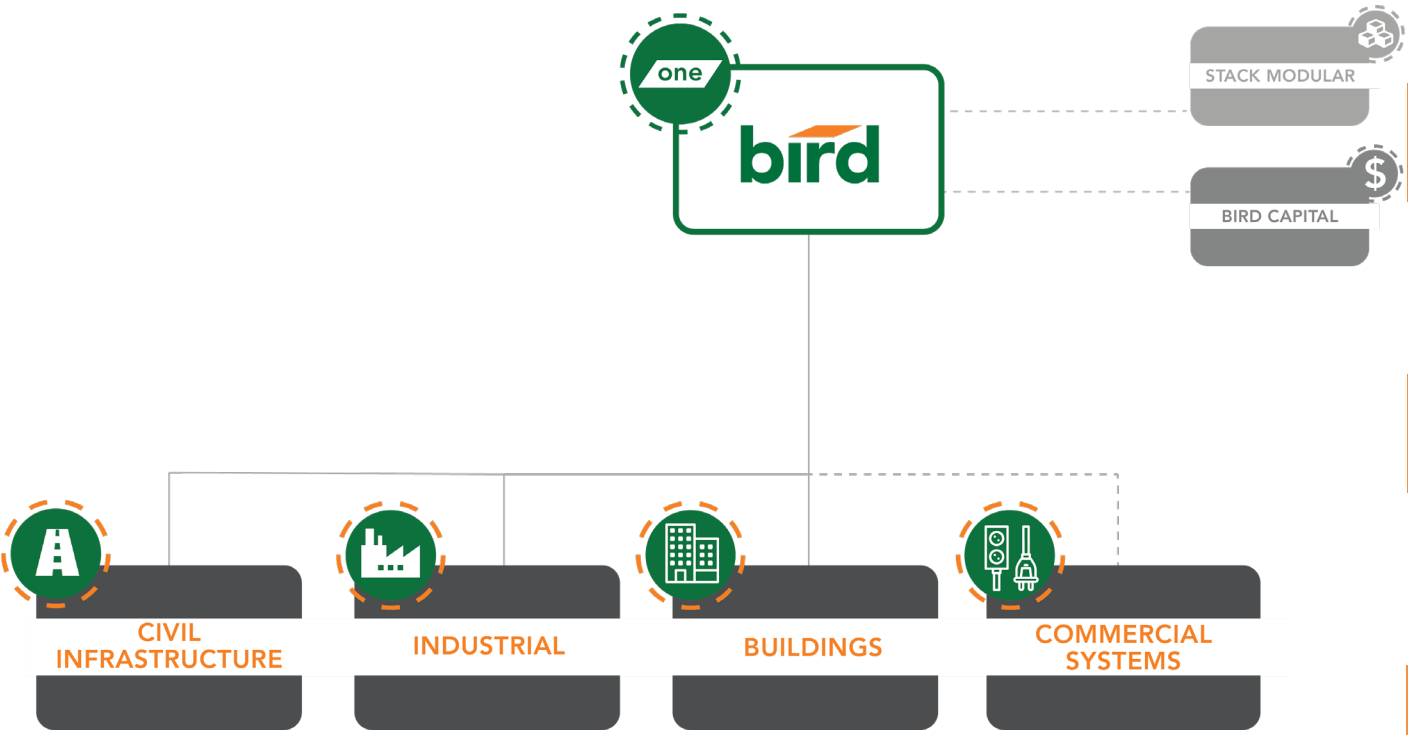 one
bird
STACK MODULAR
$
BIRD CAPITAL
CIVIL
INFRASTRUCTURE
INDUSTRIAL
BUILDINGS
COMMERCIAL
SYSTEMS